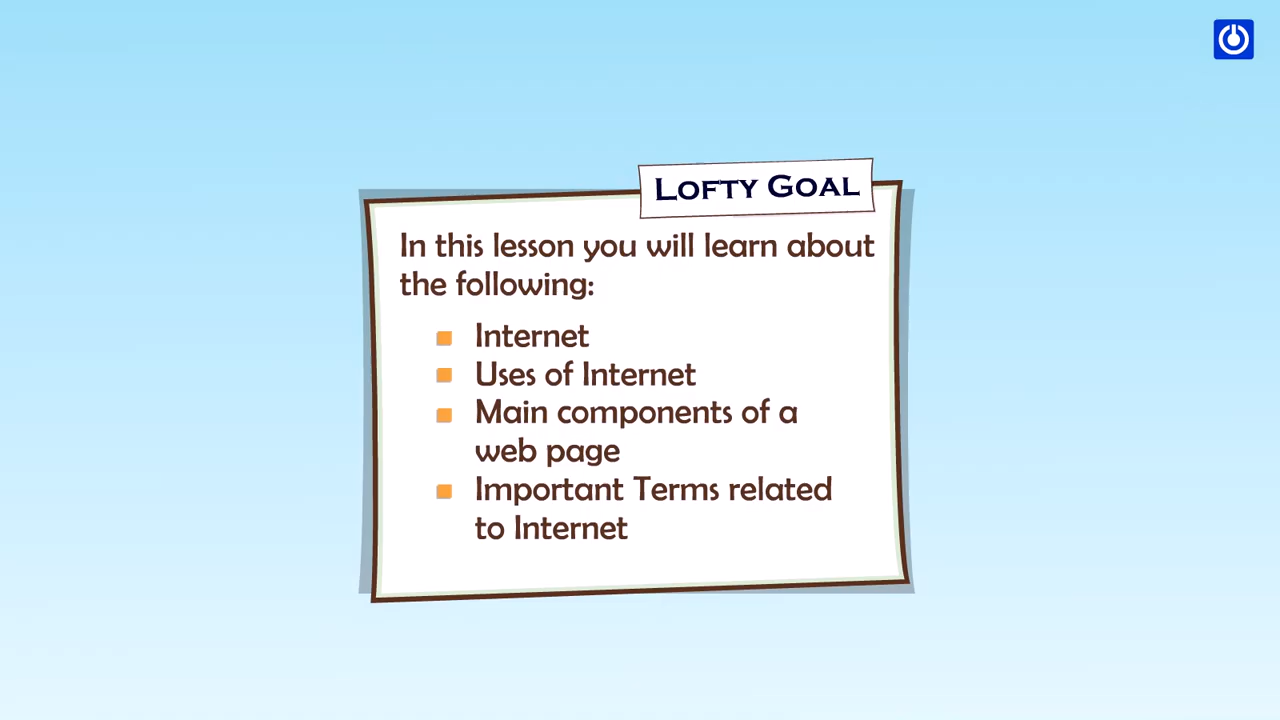 Lofty Goal
In this lesson you will learn about
the following:
Internet
Uses of Internet
Main components of a
web page
Important Terms related
to Internet